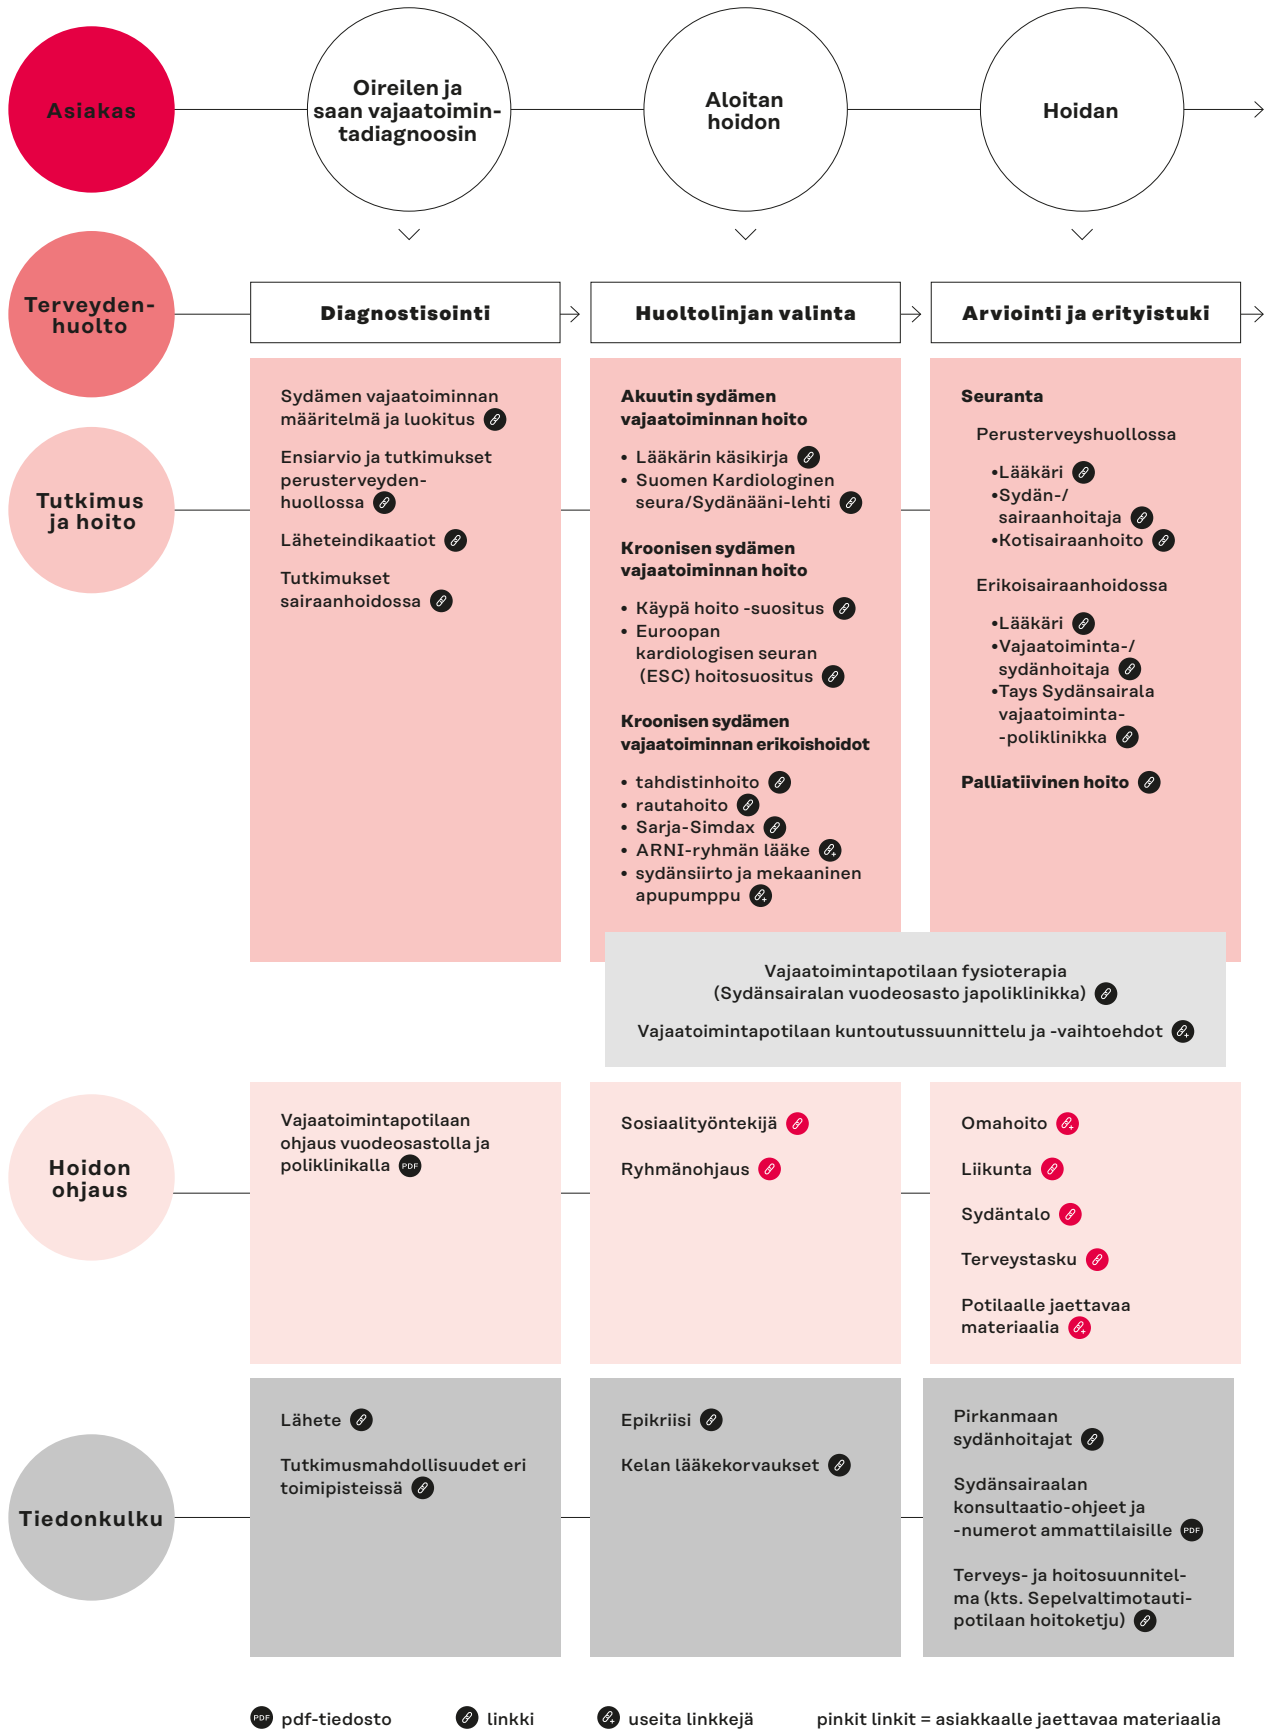 Asiakas
Oireilen ja
saan vajaatoimin-
tadiagnoosin
Aloitan
hoidon
Hoidan
Terveyden-
huolto
Diagnostisointi
Huoltolinjan valinta
Arviointi ja erityistuki
Tutkimus
ja hoito
Sydämen vajaatoiminnan
määritelmä ja luokitus
Ensiarvio ja tutkimukset
perusterveyden-
huollossa
Läheteindikaatiot
Tutkimukset
sairaanhoidossa
Akuutin sydämen
vajaatoiminnan hoito
• Lääkärin käsikirja
• Suomen Kardiologinen
seura/Sydänääni-lehti
Kroonisen sydämen
vajaatoiminnan hoito
• Käypä hoito -suositus
• Euroopan
kardiologisen seuran
(ESC) hoitosuositus
Kroonisen sydämen
vajaatoiminnan erikoishoidot
• tahdistinhoito
• rautahoito
• Sarja-Simdax
• ARNI-ryhmän lääke
• sydänsiirto ja mekaaninen
apupumppu
Seuranta
Perusterveyshuollossa
•Lääkäri
•Sydän-/
sairaanhoitaja
•Kotisairaanhoito
Erikoisairaanhoidossa
•Lääkäri
•Vajaatoiminta-/
sydänhoitaja
•Tays Sydänsairala
vajaatoiminta-
-poliklinikka
Palliatiivinen hoito
Vajaatoimintapotilaan fysioterapia
(Sydänsairalan vuodeosasto japoliklinikka)
Vajaatoimintapotilaan kuntoutussuunnittelu ja -vaihtoehdot
Hoidon
ohjaus
Vajaatoimintapotilaan
ohjaus vuodeosastolla ja
poliklinikalla PDF
Sosiaalityöntekijä
Ryhmänohjaus
Omahoito
Liikunta
Sydäntalo
Terveystasku
Potilaalle jaettavaa
materiaalia
Tiedonkulku
Lähete
Tutkimusmahdollisuudet eri
toimipisteissä
Epikriisi
Kelan lääkekorvaukset
Pirkanmaan
sydänhoitajat
Sydänsairaalan
konsultaatio-ohjeet ja
-numerot ammattilaisille PDF
Terveys- ja hoitosuunnitel-
ma (kts. Sepelvaltimotauti-
potilaan hoitoketju)
PDF pdf-tiedosto
linkki
useita linkkejä
pinkit linkit = asiakkaalle jaettavaa materiaalia